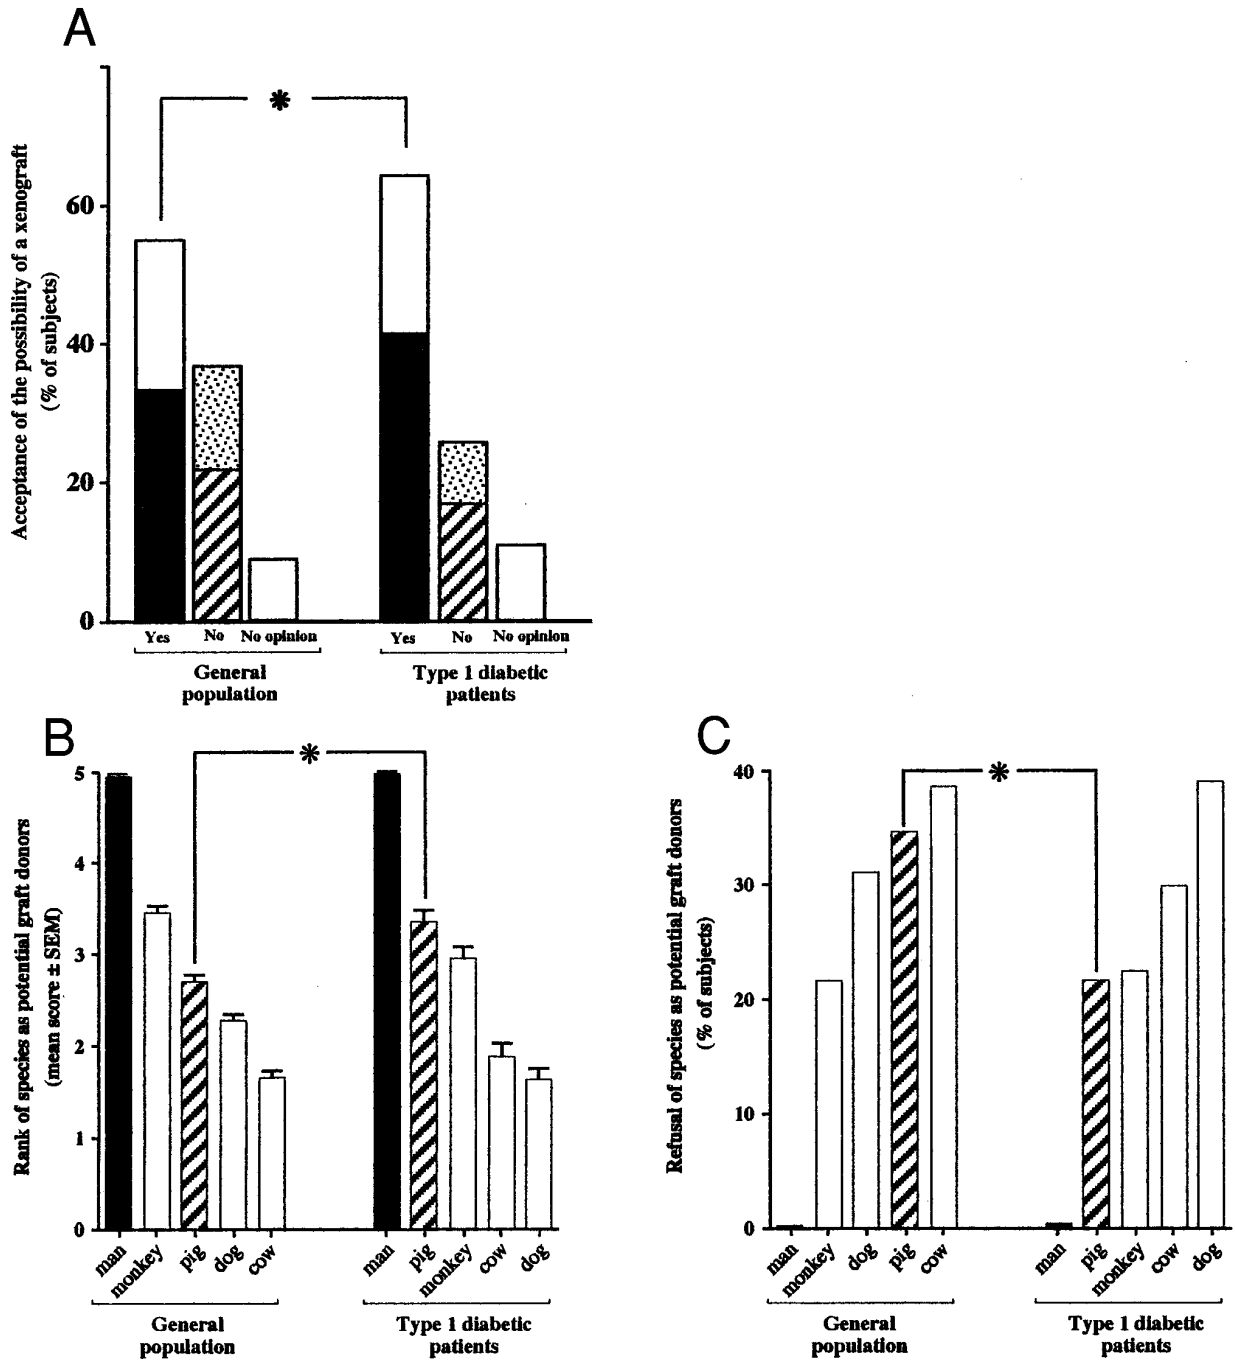 A
Acceptance of the possibility of a xenograft
(% of subjects)
60
40
20
0
Yes
No
No opinion
Yes
No
No opinion
General
population
Type 1 diabetic
patients
*
B
Rank of species as potential graft donors
(mean score ± SEM)
5
4
3
2
1
0
*
man
monkey
pig
dog
cow
man
pig
monkey
cow
dog
General
population
Type 1 diabetic
patients
C
Refusal of species as potential graft donors
(% of subjects)
40
30
20
10
0
*
man
monkey
dog
pig
cow
man
pig
monkey
cow
dog
General
population
Type 1 diabetic
patients